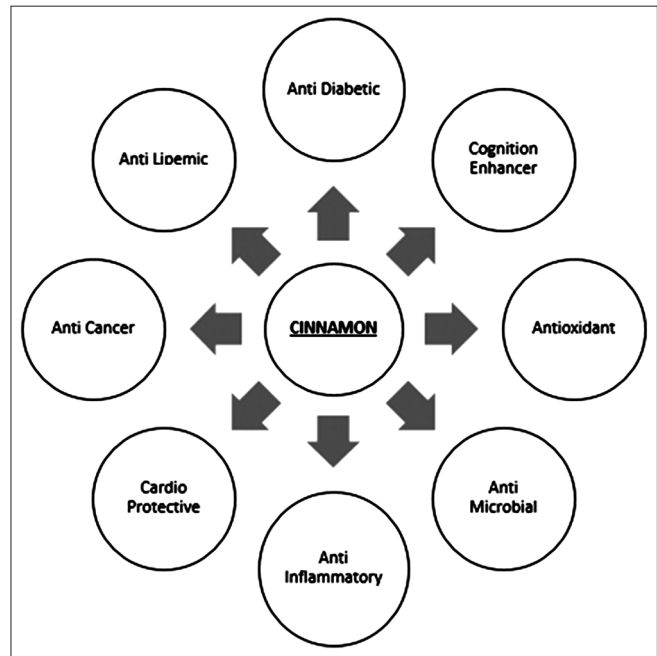 Anti Diabetic
Cognition
Enhancer
Antioxidant
Anti
Microbial
Anti
Inflammatory
Cardio
Protective
Anti Cancer
Anti Lipemic
CINNAMON